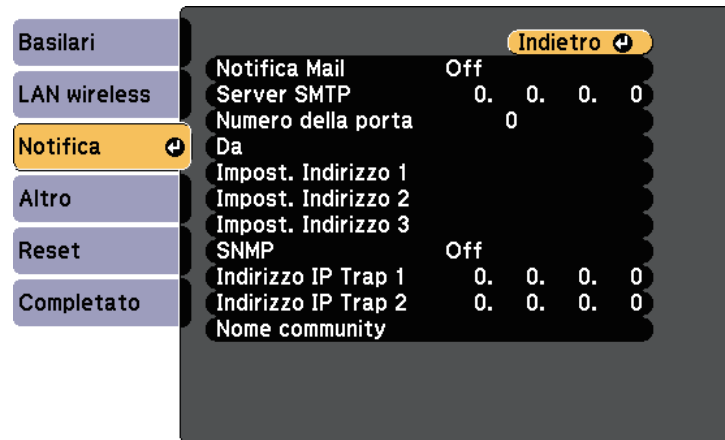 Basilari
LAN wireless
Notifica
Altro
Reset
Completato
Indietro
Notifica Mail Off
Server SMTP 0. 0. 0. 0
Numero della porta 0
Da
Impost. Indirizzo 1
Impost. Indirizzo 2
Impost. Indirizzo 3
SNMP Off
Indirizzo IP Trap 1 0. 0. 0. 0
Indirizzo IP Trap 2 0. 0. 0. 0
Nome community